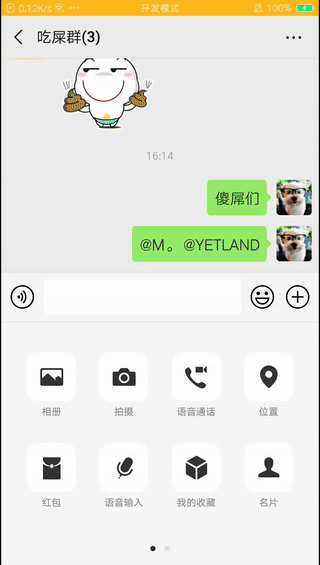 0.12K/s 开发模式 100%
吃屎群(3)
16:14
傻屌们
@M。@YETLAND
相册 拍摄 语音通话 位置
红包 语音输入 我的收藏 名片